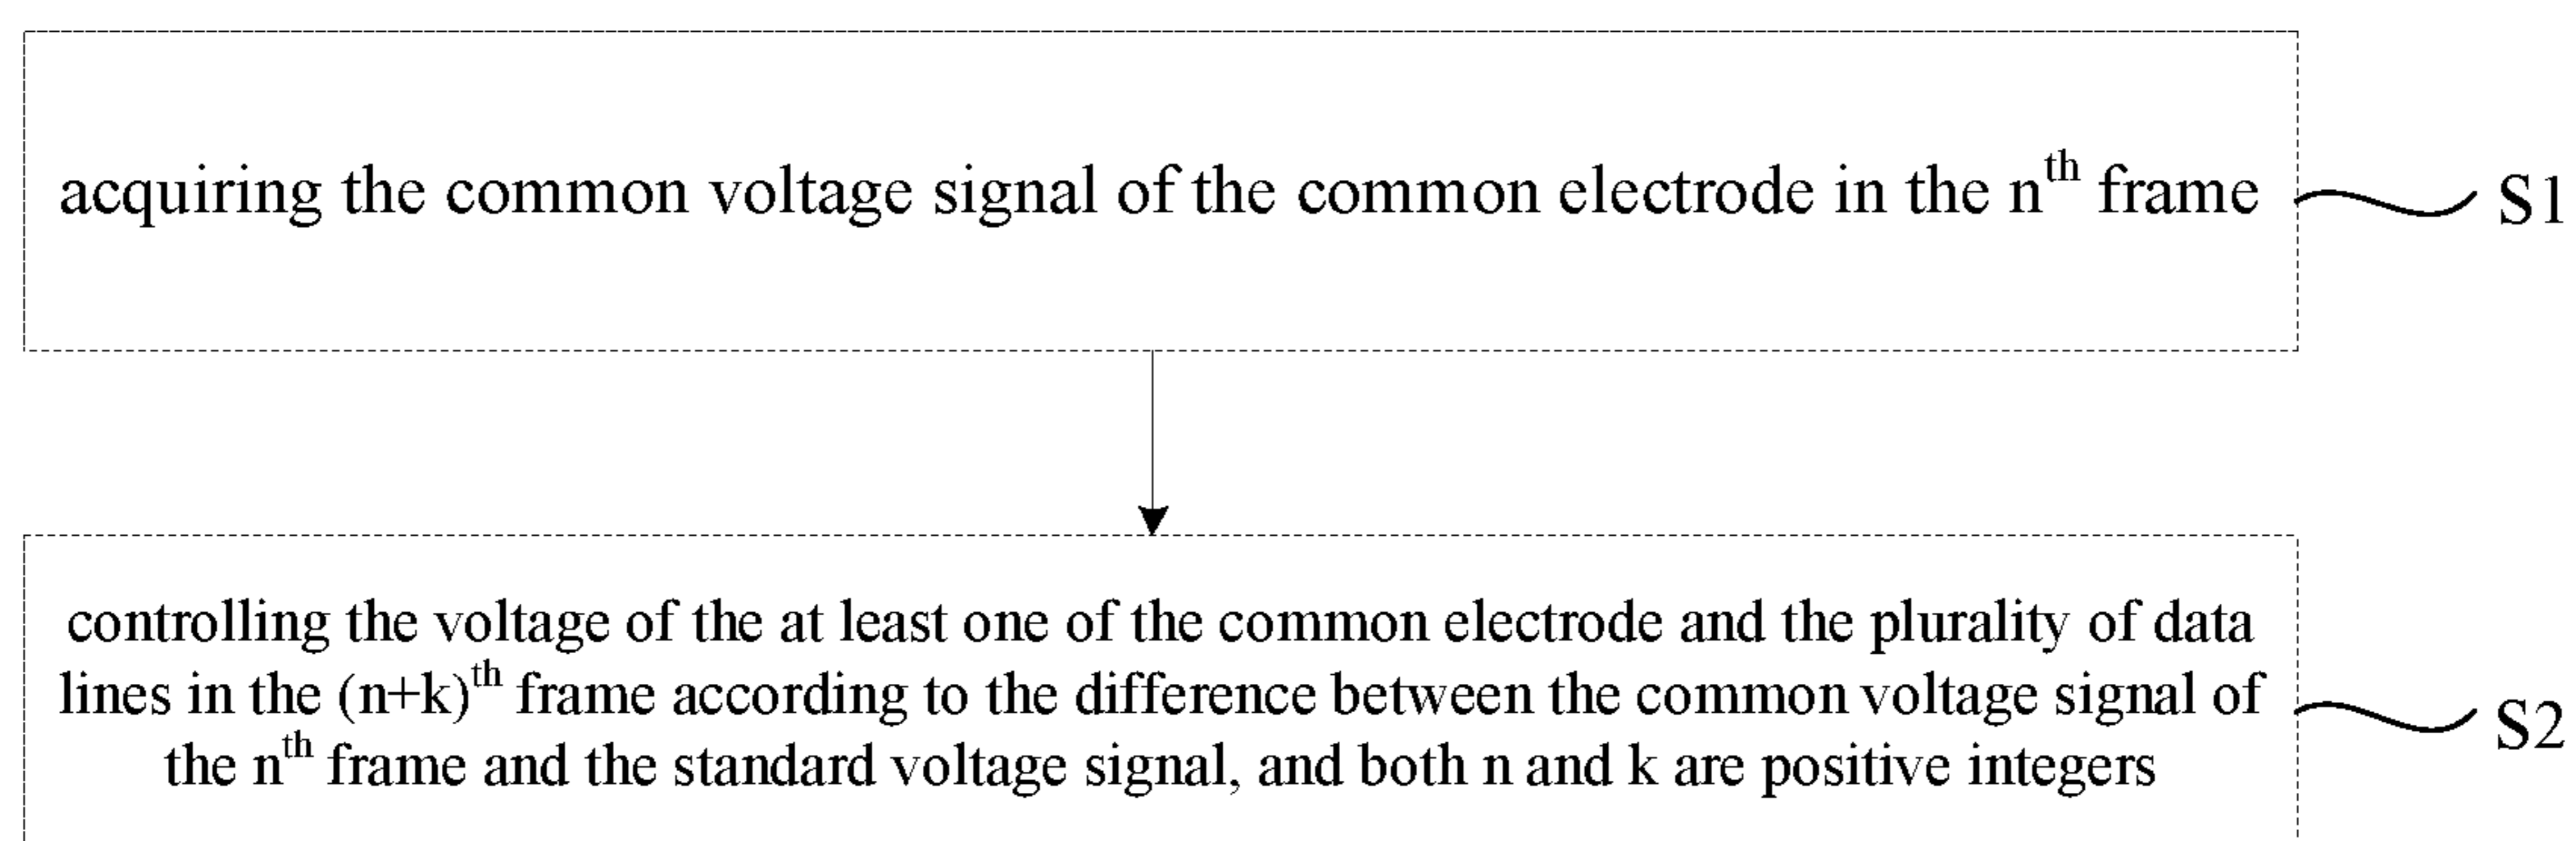 acquiring the common voltage signal of the common electrode in the nᵗʰ frame
S1
controlling the voltage of the at least one of the common electrode and the plurality of data
lines in the (n+k)ᵗʰ frame according to the difference between the common voltage signal of
the nᵗʰ frame and the standard voltage signal, and both n and k are positive integers
S2